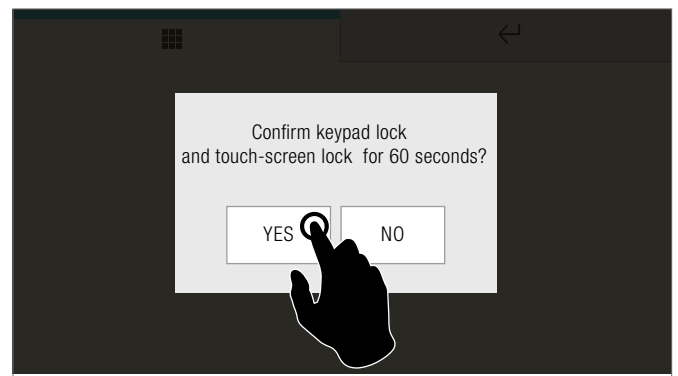 Confirm keypad lock
and touch-screen lock for 60 seconds?
YES
NO